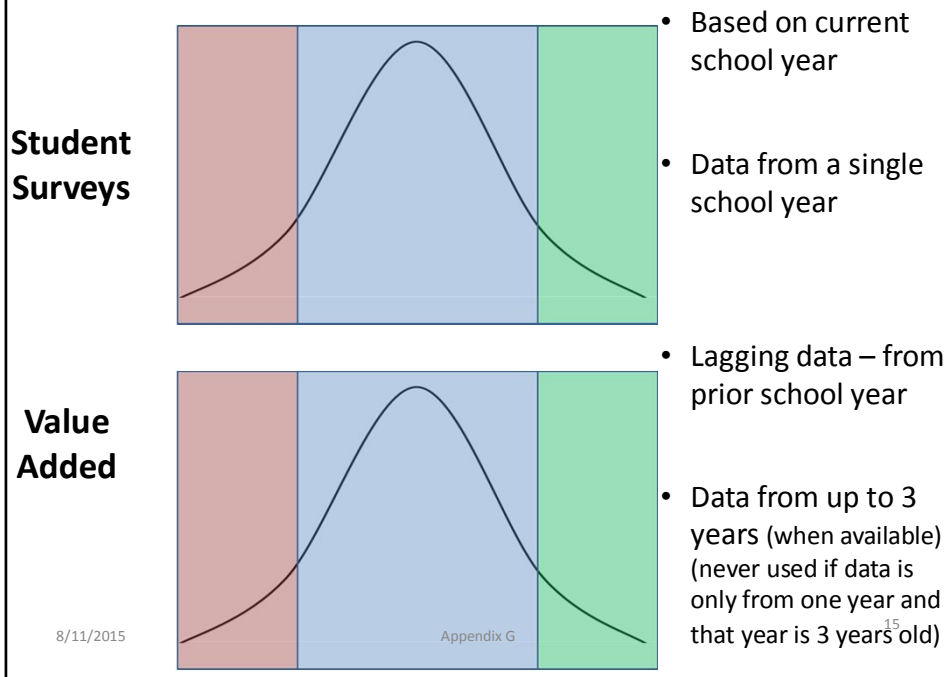 Student
Surveys
• Based on current
school year
• Data from a single
school year
Value
Added
• Lagging data – from
prior school year
• Data from up to 3
years (when available)
(never used if data is
only from one year and
that year is 3 years old)
8/11/2015
Appendix G
15